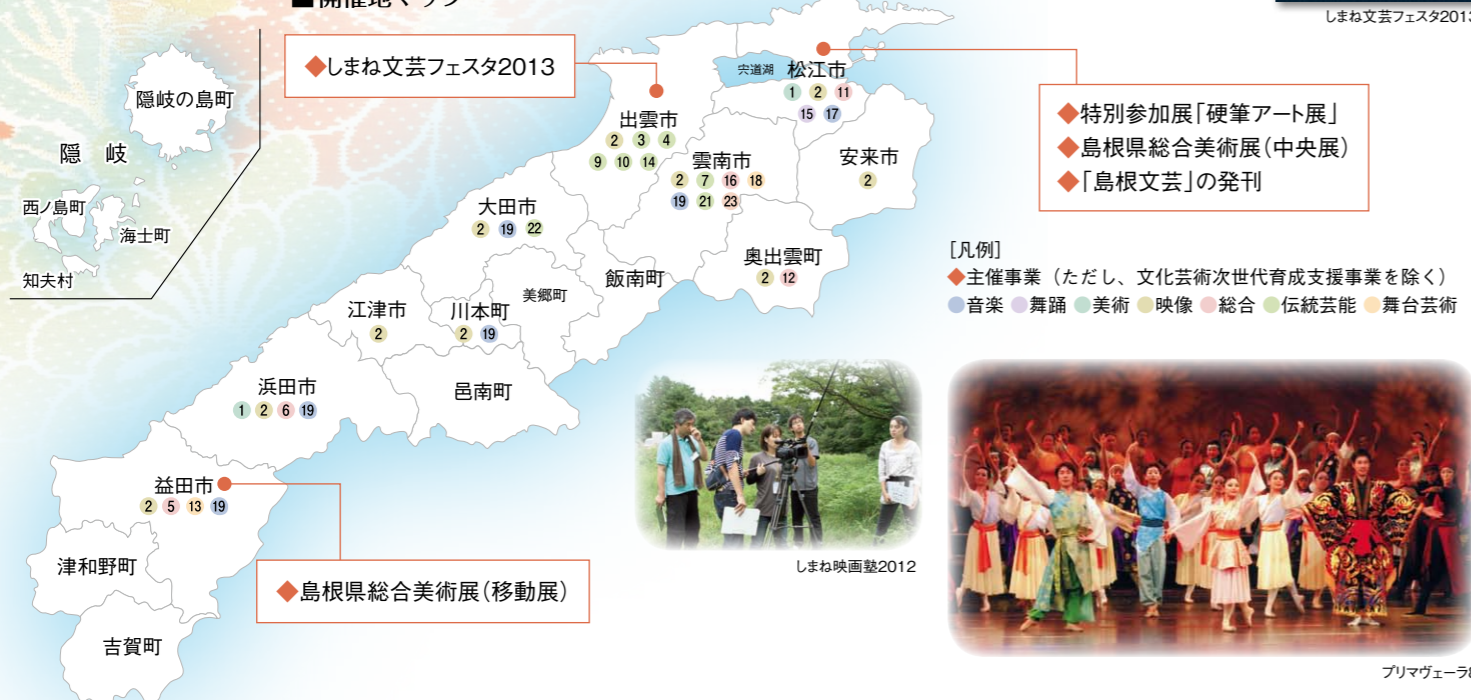 ■開催地マップ
しまね文芸フェスタ2013
◆しまね文芸フェスタ2013
隠岐の島町
隠 岐
西ノ島町
海士町
知夫村
宍道湖
松江市
1 2 11
15 17
◆特別参加展「硬筆アート展」
◆島根県総合美術展(中央展)
◆「島根文芸」の発刊
出雲市
2 3 4
9 10 14
雲南市
2 7 16 18
19 21 23
安来市
2
大田市
2 19 22
奥出雲町
2 12
飯南町
美郷町
江津市
2
川本町
2 19
邑南町
浜田市
1 2 6 19
益田市
2 5 13 19
津和野町
吉賀町
◆島根県総合美術展(移動展)
[凡例]
◆主催事業(ただし、文化芸術次世代育成支援事業を除く)
●音楽 ●舞踊 ●美術 ●映像 ●総合 ●伝統芸能 ●舞台芸術
しまね映画塾2012
プリマヴェーラ